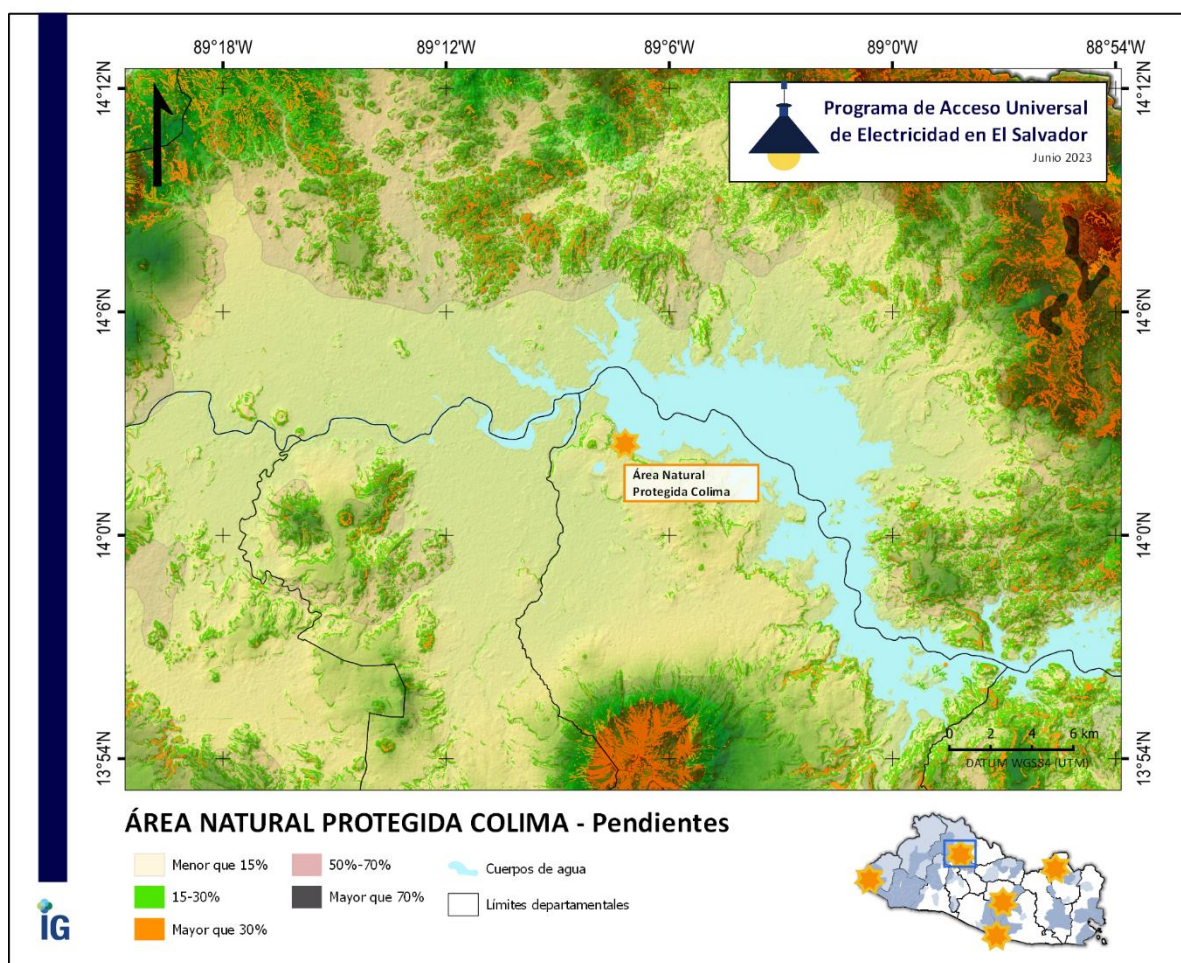 89°18'W 89°12'W 89°6'W 89°0'W 88°54'W
14°12'N 14°12'N
Programa de Acceso Universal
de Electricidad en El Salvador
Junio 2023
14°6'N 14°6'N
Área Natural
Protegida Colima
14°0'N 14°0'N
13°54'N 13°54'N
0 2 4 6 km
DATUM WGS84 (UTM)
ÁREA NATURAL PROTEGIDA COLIMA - Pendientes
Menor que 15% 50%-70% Cuerpos de agua
15-30% Mayor que 70% Límites departamentales
Mayor que 30%
IG